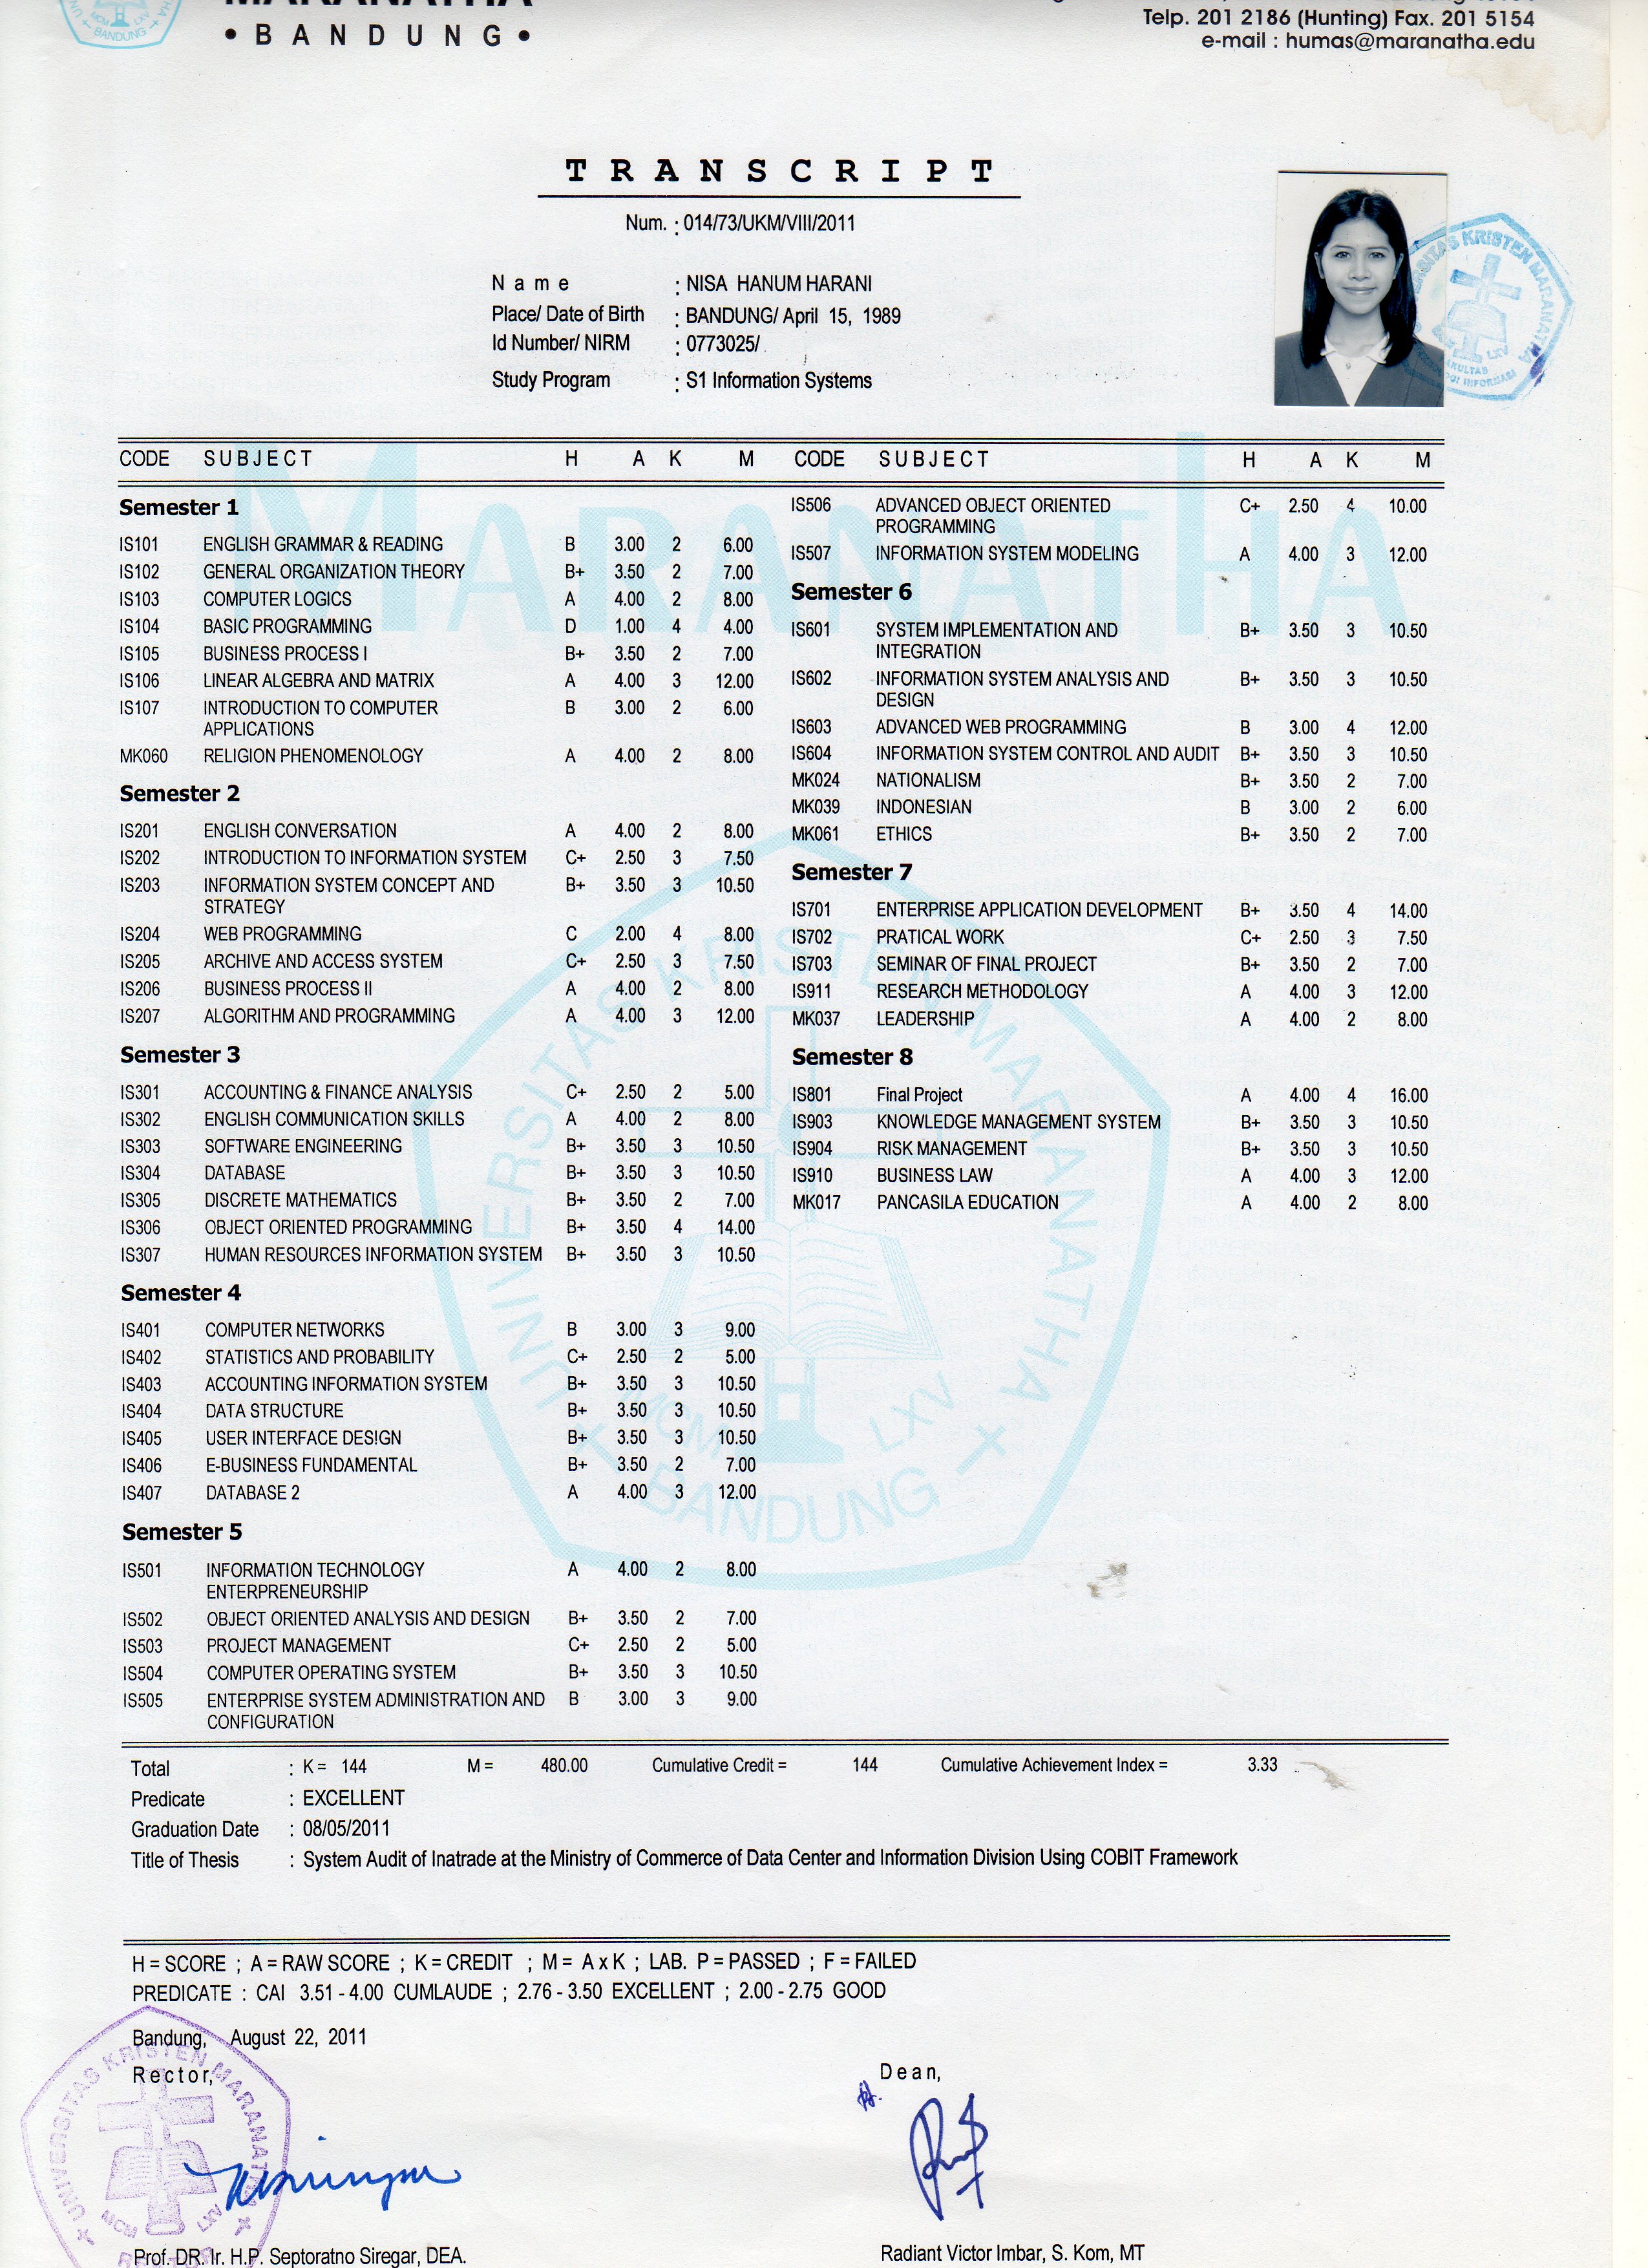 MARANATHA
• B A N D U N G •
Telp. 201 2186 (Hunting) Fax. 201 5154
e-mail : humas@maranatha.edu
T R A N S C R I P T
Num. : 014/73/UKM/VIII/2011
N a m e : NISA HANUM HARANI
Place/ Date of Birth : BANDUNG/ April 15, 1989
Id Number/ NIRM : 0773025/
Study Program : S1 Information Systems
UNIVERSITAS KRISTEN MARANATHA
FAKULTAS
TEKNOLOGI INFORMASI
CODE S U B J E C T H A K M
Semester 1
IS101 ENGLISH GRAMMAR & READING B 3.00 2 6.00
IS102 GENERAL ORGANIZATION THEORY B+ 3.50 2 7.00
IS103 COMPUTER LOGICS A 4.00 2 8.00
IS104 BASIC PROGRAMMING D 1.00 4 4.00
IS105 BUSINESS PROCESS I B+ 3.50 2 7.00
IS106 LINEAR ALGEBRA AND MATRIX A 4.00 3 12.00
IS107 INTRODUCTION TO COMPUTER B 3.00 2 6.00
APPLICATIONS
MK060 RELIGION PHENOMENOLOGY A 4.00 2 8.00
Semester 2
IS201 ENGLISH CONVERSATION A 4.00 2 8.00
IS202 INTRODUCTION TO INFORMATION SYSTEM C+ 2.50 3 7.50
IS203 INFORMATION SYSTEM CONCEPT AND B+ 3.50 3 10.50
STRATEGY
IS204 WEB PROGRAMMING C 2.00 4 8.00
IS205 ARCHIVE AND ACCESS SYSTEM C+ 2.50 3 7.50
IS206 BUSINESS PROCESS II A 4.00 2 8.00
IS207 ALGORITHM AND PROGRAMMING A 4.00 3 12.00
Semester 3
IS301 ACCOUNTING & FINANCE ANALYSIS C+ 2.50 2 5.00
IS302 ENGLISH COMMUNICATION SKILLS A 4.00 2 8.00
IS303 SOFTWARE ENGINEERING B+ 3.50 3 10.50
IS304 DATABASE B+ 3.50 3 10.50
IS305 DISCRETE MATHEMATICS B+ 3.50 2 7.00
IS306 OBJECT ORIENTED PROGRAMMING B+ 3.50 4 14.00
IS307 HUMAN RESOURCES INFORMATION SYSTEM B+ 3.50 3 10.50
Semester 4
IS401 COMPUTER NETWORKS B 3.00 3 9.00
IS402 STATISTICS AND PROBABILITY C+ 2.50 2 5.00
IS403 ACCOUNTING INFORMATION SYSTEM B+ 3.50 3 10.50
IS404 DATA STRUCTURE B+ 3.50 3 10.50
IS405 USER INTERFACE DESIGN B+ 3.50 3 10.50
IS406 E-BUSINESS FUNDAMENTAL B+ 3.50 2 7.00
IS407 DATABASE 2 A 4.00 3 12.00
Semester 5
IS501 INFORMATION TECHNOLOGY A 4.00 2 8.00
ENTERPRENEURSHIP
IS502 OBJECT ORIENTED ANALYSIS AND DESIGN B+ 3.50 2 7.00
IS503 PROJECT MANAGEMENT C+ 2.50 2 5.00
IS504 COMPUTER OPERATING SYSTEM B+ 3.50 3 10.50
IS505 ENTERPRISE SYSTEM ADMINISTRATION AND B 3.00 3 9.00
CONFIGURATION
CODE S U B J E C T H A K M
IS506 ADVANCED OBJECT ORIENTED C+ 2.50 4 10.00
PROGRAMMING
IS507 INFORMATION SYSTEM MODELING A 4.00 3 12.00
Semester 6
IS601 SYSTEM IMPLEMENTATION AND B+ 3.50 3 10.50
INTEGRATION
IS602 INFORMATION SYSTEM ANALYSIS AND B+ 3.50 3 10.50
DESIGN
IS603 ADVANCED WEB PROGRAMMING B 3.00 4 12.00
IS604 INFORMATION SYSTEM CONTROL AND AUDIT B+ 3.50 3 10.50
MK024 NATIONALISM B+ 3.50 2 7.00
MK039 INDONESIAN B 3.00 2 6.00
MK061 ETHICS B+ 3.50 2 7.00
Semester 7
IS701 ENTERPRISE APPLICATION DEVELOPMENT B+ 3.50 4 14.00
IS702 PRATICAL WORK C+ 2.50 3 7.50
IS703 SEMINAR OF FINAL PROJECT B+ 3.50 2 7.00
IS911 RESEARCH METHODOLOGY A 4.00 3 12.00
MK037 LEADERSHIP A 4.00 2 8.00
Semester 8
IS801 Final Project A 4.00 4 16.00
IS903 KNOWLEDGE MANAGEMENT SYSTEM B+ 3.50 3 10.50
IS904 RISK MANAGEMENT B+ 3.50 3 10.50
IS910 BUSINESS LAW A 4.00 3 12.00
MK017 PANCASILA EDUCATION A 4.00 2 8.00
MARANATHA
UNIVERSITAS KRISTEN MARANATHA
MCM LXV
BANDUNG
Total : K = 144 M = 480.00 Cumulative Credit = 144 Cumulative Achievement Index = 3.33
Predicate : EXCELLENT
Graduation Date : 08/05/2011
Title of Thesis : System Audit of Inatrade at the Ministry of Commerce of Data Center and Information Division Using COBIT Framework
H = SCORE ; A = RAW SCORE ; K = CREDIT ; M = A x K ; LAB. P = PASSED ; F = FAILED
PREDICATE : CAI 3.51 - 4.00 CUMLAUDE ; 2.76 - 3.50 EXCELLENT ; 2.00 - 2.75 GOOD
Bandung, August 22, 2011
Rector,
Dean,
UNIVERSITAS KRISTEN MARANATHA
MCM LXV
REKTOR
Prof. DR. Ir. H.P. Septoratno Siregar, DEA.
Radiant Victor Imbar, S. Kom, MT